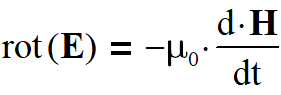 rot(E) = −μ₀·d·H/dt